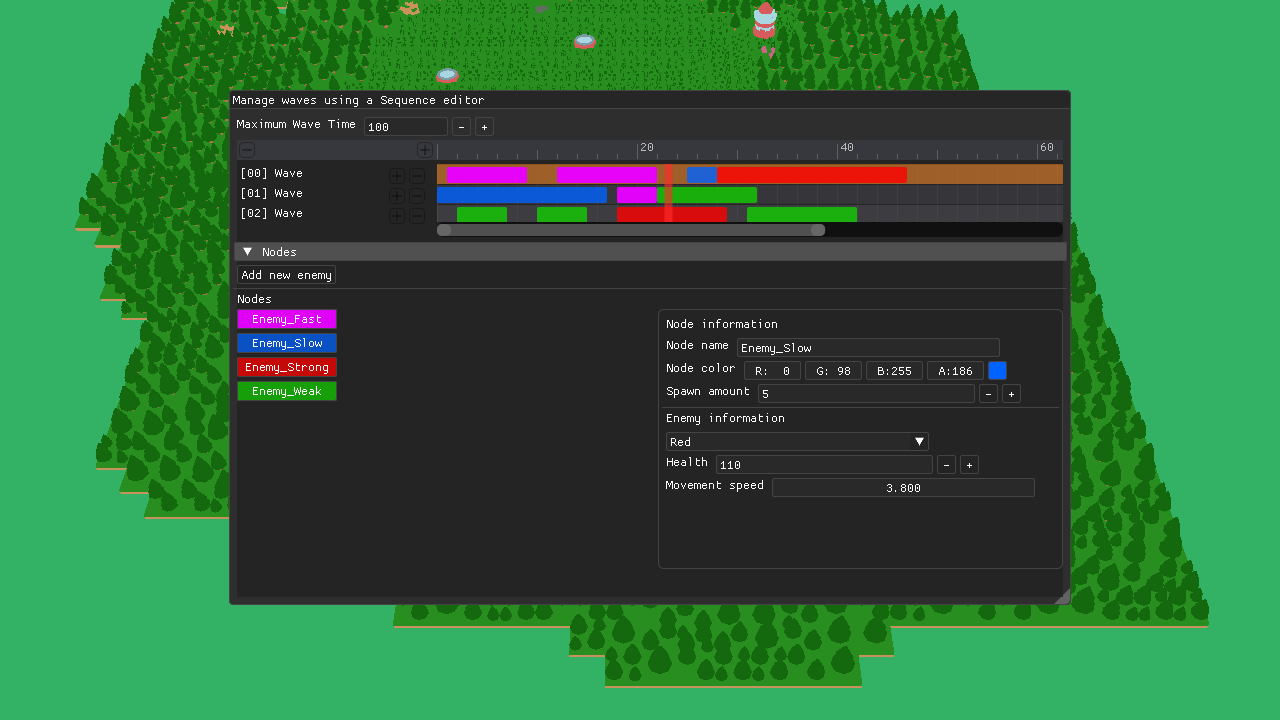 Manage waves using a Sequence editor
Maximum Wave Time 100 - +
20 40 60
[00] Wave
[01] Wave
[02] Wave
Nodes
Add new enemy
Nodes
Enemy_Fast
Enemy_Slow
Enemy_Strong
Enemy_Weak
Node information
Node name Enemy_Slow
Node color R: 0 G: 98 B:255 A:186
Spawn amount 5 - +
Enemy information
Red
Health 110 - +
Movement speed 3.800